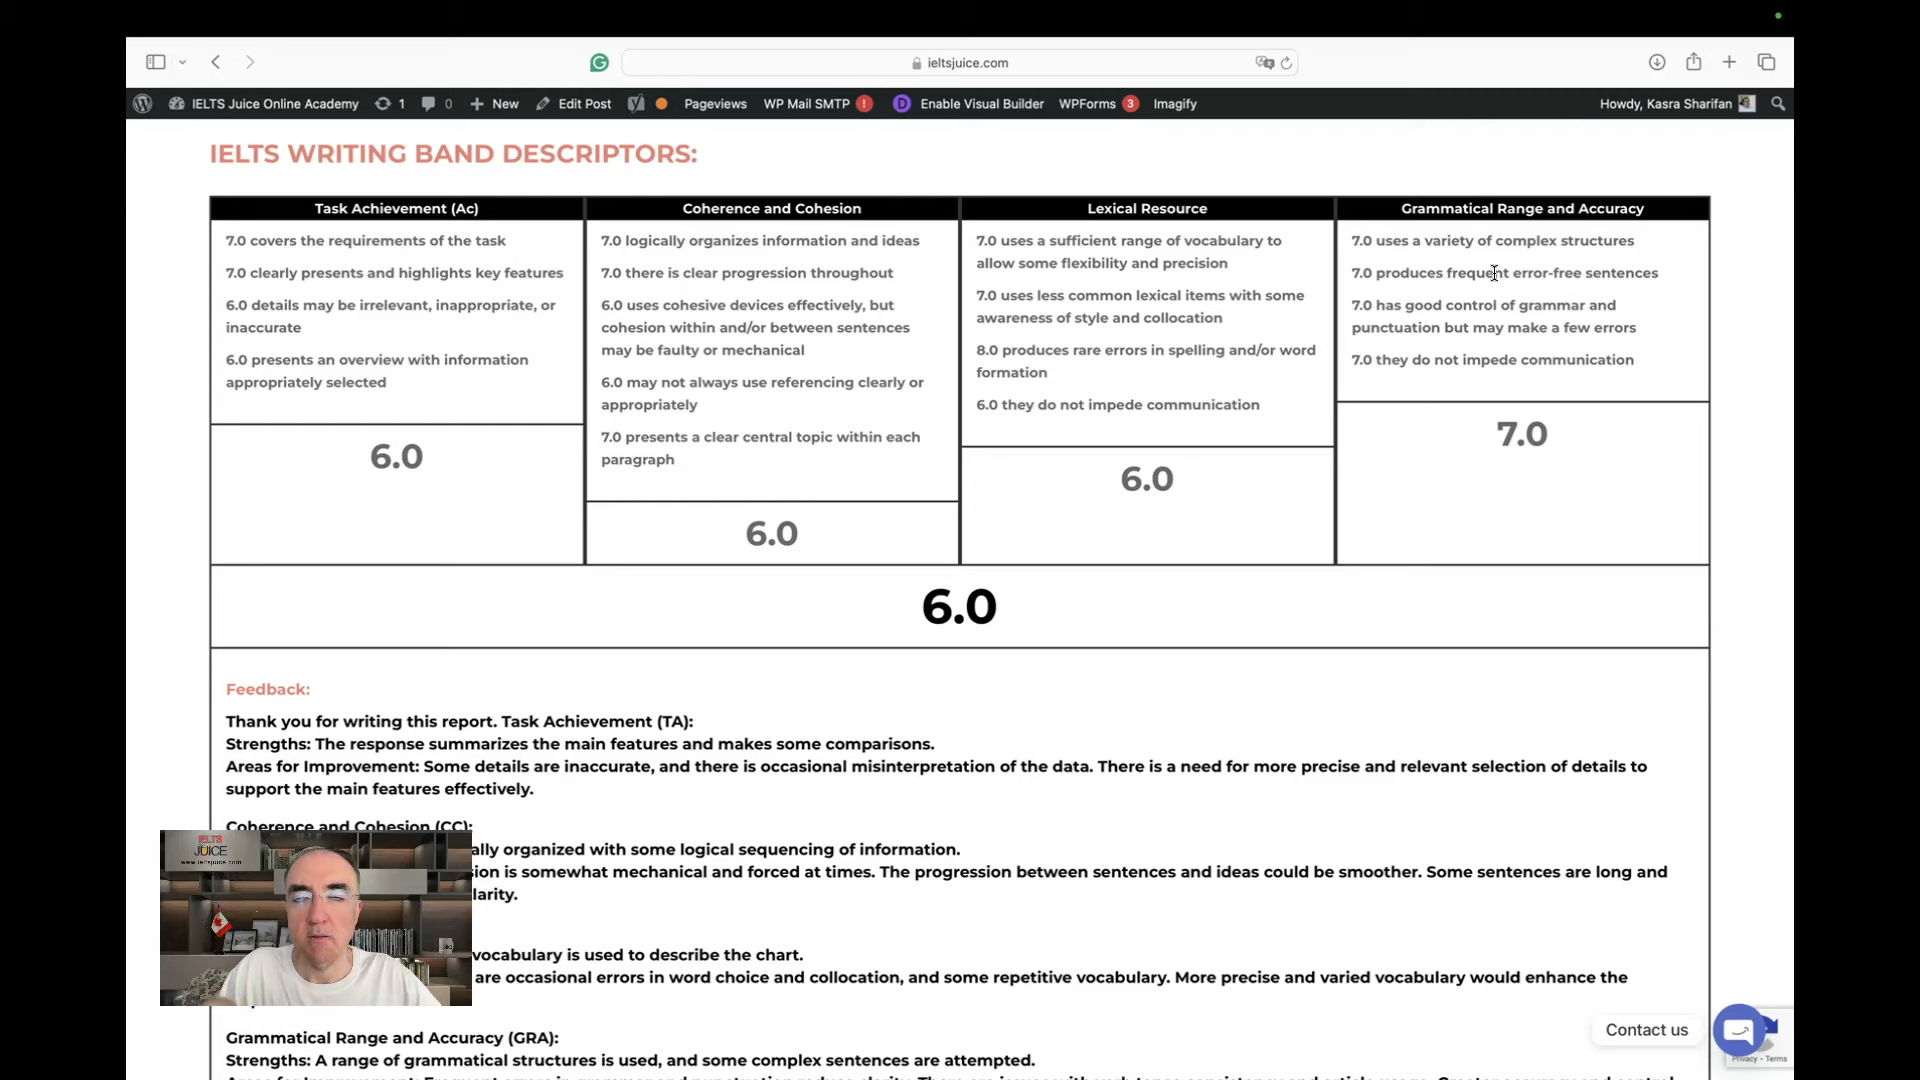 ieltsjuice.com
IELTS Juice Online Academy 1 0 New Edit Post Pageviews WP Mail SMTP ! D Enable Visual Builder WPForms 3 Imagify Howdy, Kasra Sharifan
IELTS WRITING BAND DESCRIPTORS:
Task Achievement (Ac)
7.0 covers the requirements of the task
7.0 clearly presents and highlights key features
6.0 details may be irrelevant, inappropriate, or
inaccurate
6.0 presents an overview with information
appropriately selected
6.0
Coherence and Cohesion
7.0 logically organizes information and ideas
7.0 there is clear progression throughout
6.0 uses cohesive devices effectively, but
cohesion within and/or between sentences
may be faulty or mechanical
6.0 may not always use referencing clearly or
appropriately
7.0 presents a clear central topic within each
paragraph
6.0
Lexical Resource
7.0 uses a sufficient range of vocabulary to
allow some flexibility and precision
7.0 uses less common lexical items with some
awareness of style and collocation
8.0 produces rare errors in spelling and/or word
formation
6.0 they do not impede communication
6.0
Grammatical Range and Accuracy
7.0 uses a variety of complex structures
7.0 produces frequent error-free sentences
7.0 has good control of grammar and
punctuation but may make a few errors
7.0 they do not impede communication
7.0
6.0
Feedback:
Thank you for writing this report. Task Achievement (TA):
Strengths: The response summarizes the main features and makes some comparisons.
Areas for Improvement: Some details are inaccurate, and there is occasional misinterpretation of the data. There is a need for more precise and relevant selection of details to
support the main features effectively.
Coherence and Cohesion (CC):
ally organized with some logical sequencing of information.
ion is somewhat mechanical and forced at times. The progression between sentences and ideas could be smoother. Some sentences are long and
larity.
vocabulary is used to describe the chart.
are occasional errors in word choice and collocation, and some repetitive vocabulary. More precise and varied vocabulary would enhance the
Grammatical Range and Accuracy (GRA):
Strengths: A range of grammatical structures is used, and some complex sentences are attempted.
IELTS
JUICE
www.ieltsjuice.com
Contact us
Privacy - Terms